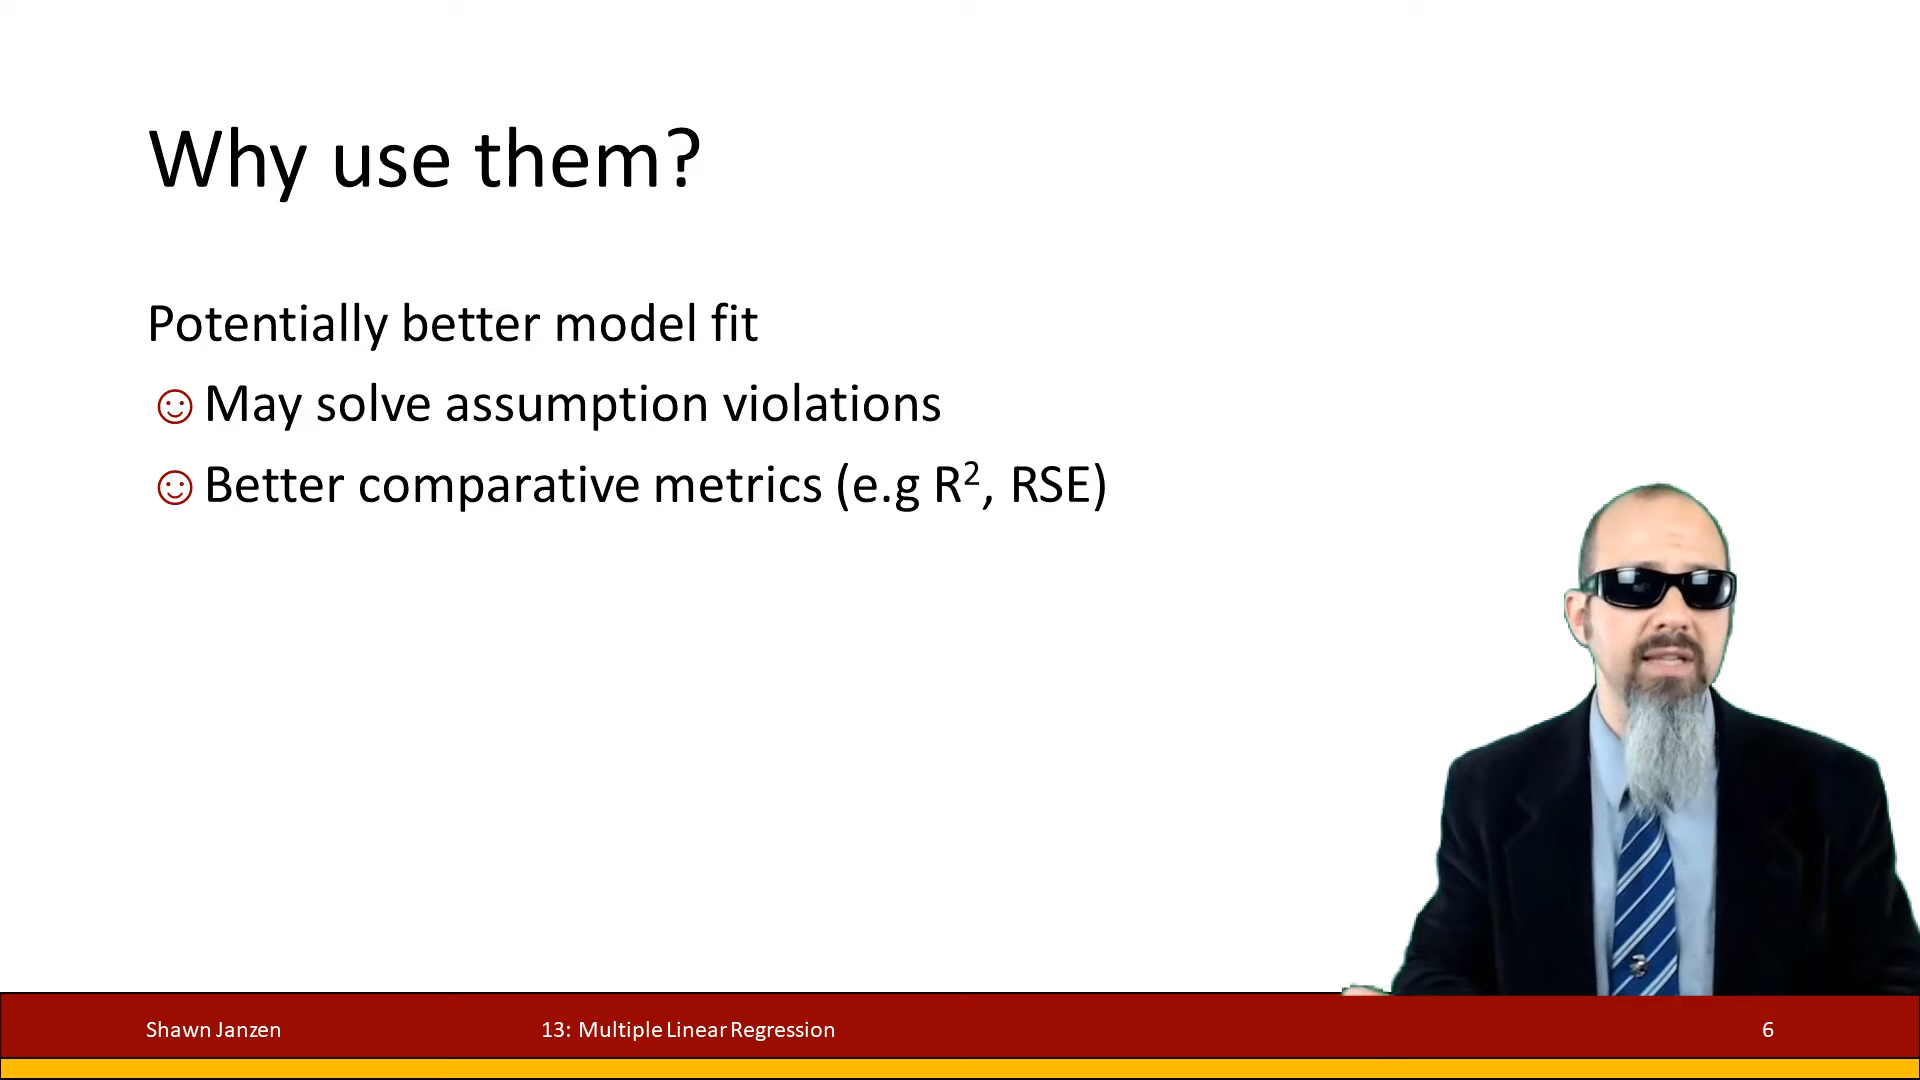 Why use them?
Potentially better model fit
☺May solve assumption violations
☺Better comparative metrics (e.g R², RSE)
Shawn Janzen
13: Multiple Linear Regression
6